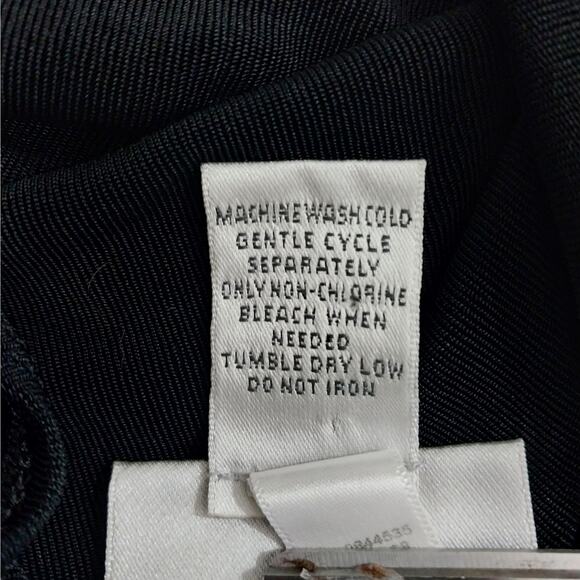 MACHINE WASH COLD
GENTLE CYCLE
SEPARATELY
ONLY NON-CHLORINE
BLEACH WHEN
NEEDED
TUMBLE DRY LOW
DO NOT IRON